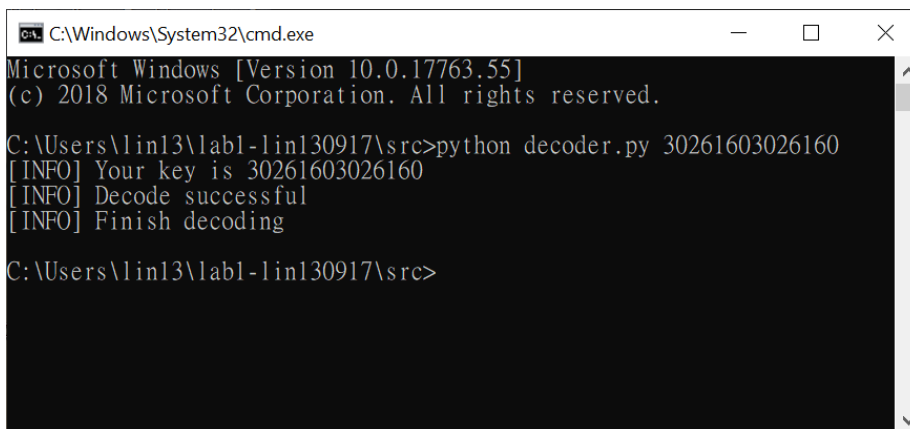 C:\Windows\System32\cmd.exe
Microsoft Windows [Version 10.0.17763.55]
(c) 2018 Microsoft Corporation. All rights reserved.
C:\Users\lin13\lab1-lin130917\src>python decoder.py 30261603026160
[INFO] Your key is 30261603026160
[INFO] Decode successful
[INFO] Finish decoding
C:\Users\lin13\lab1-lin130917\src>